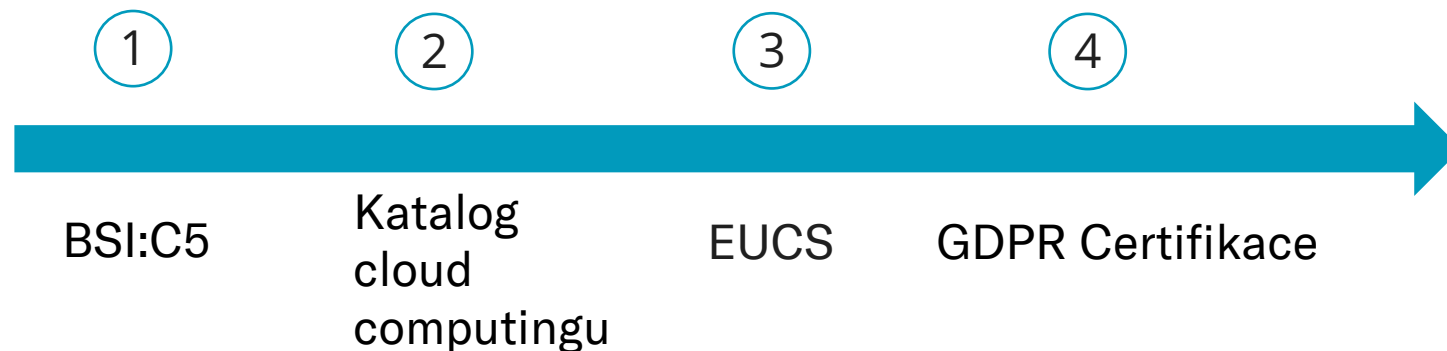 1
2
3
4
BSI:C5
Katalog
cloud
computingu
EUCS
GDPR Certifikace